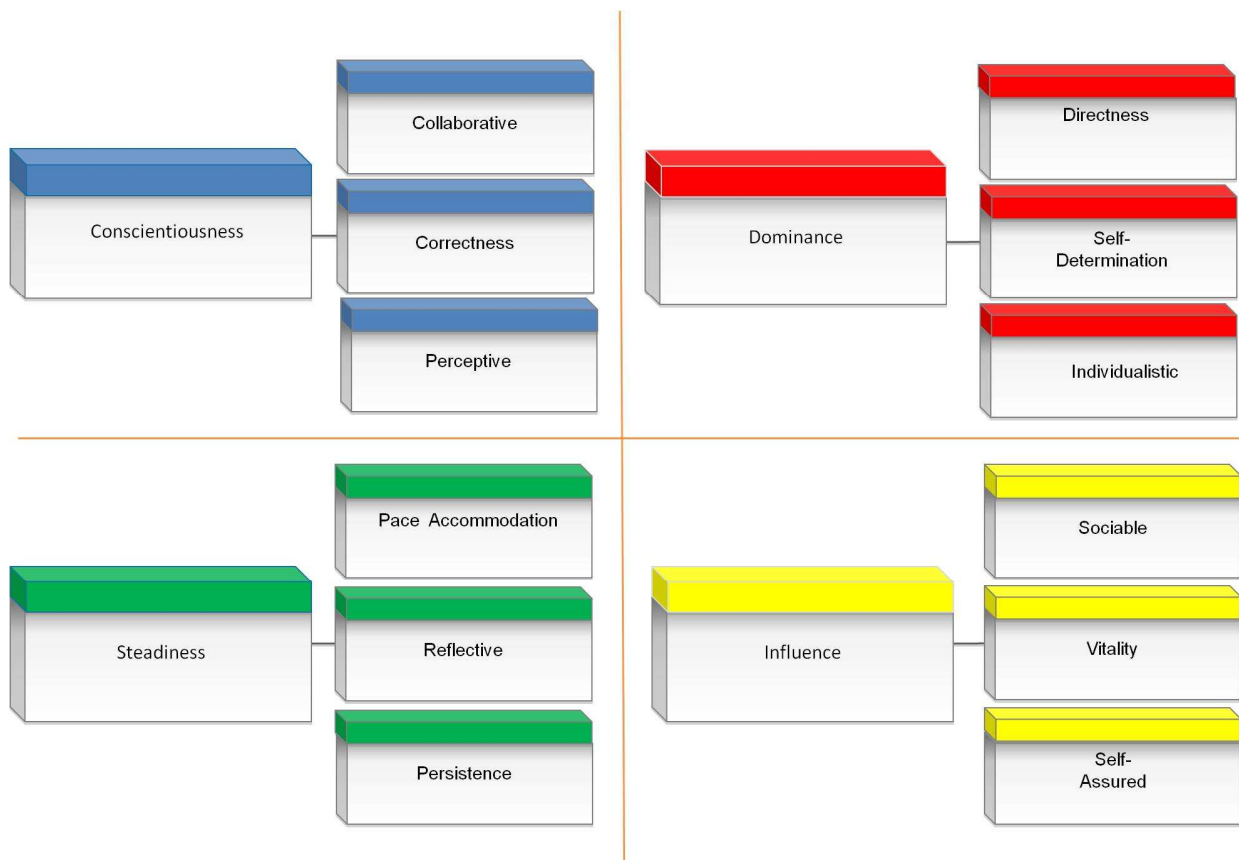 Collaborative
Conscientiousness
Correctness
Perceptive
Directness
Dominance
Self-
Determination
Individualistic
Pace Accommodation
Steadiness
Reflective
Persistence
Sociable
Influence
Vitality
Self-
Assured